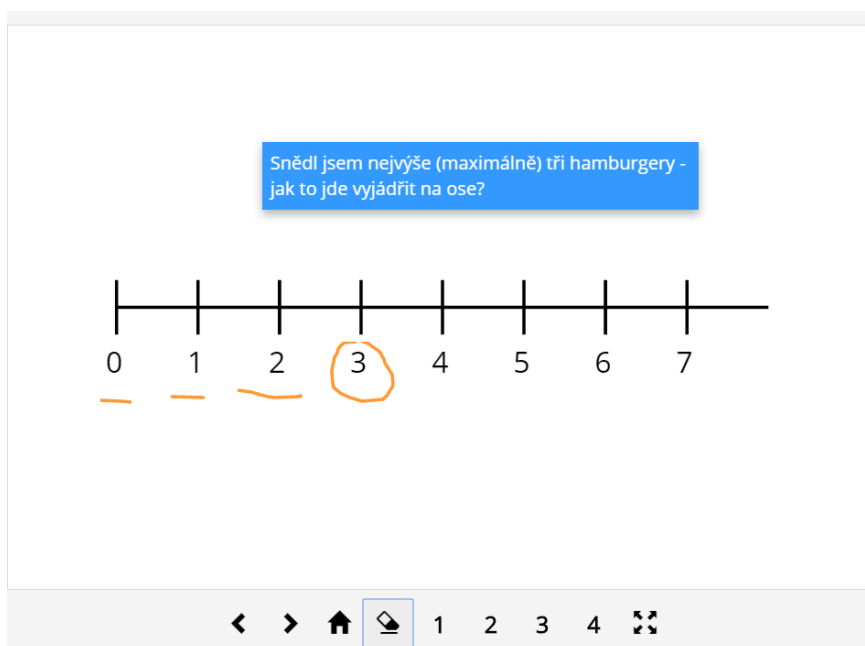 Snědl jsem nejvýše (maximálně) tři hamburgery -
jak to jde vyjádřit na ose?
0 1 2 3 4 5 6 7
1 2 3 4